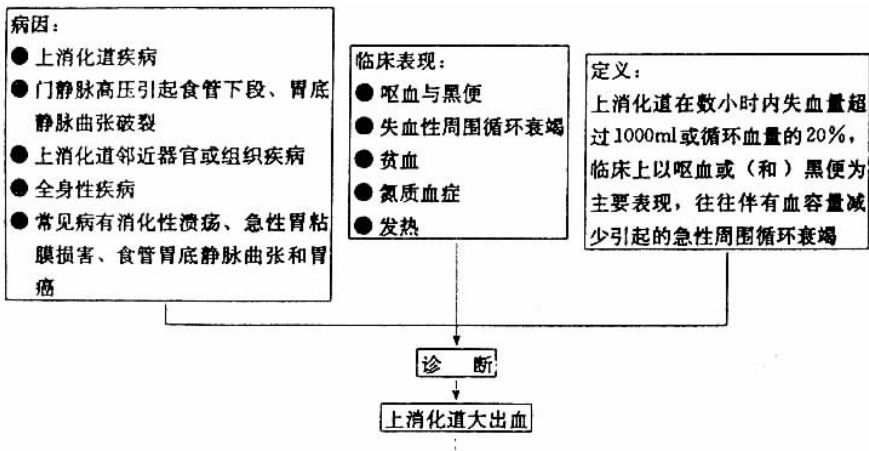 病因：
● 上消化道疾病
● 门静脉高压引起食管下段、胃底
静脉曲张破裂
● 上消化道邻近器官或组织疾病
● 全身性疾病
● 常见病有消化性溃疡、急性胃粘
膜损害、食管胃底静脉曲张和胃
癌
临床表现：
● 呕血与黑便
● 失血性周围循环衰竭
● 贫血
● 氮质血症
● 发热
定义：
上消化道在数小时内失血量超
过1000ml或循环血量的20%，
临床上以呕血或（和）黑便为
主要表现，往往伴有血容量减
少引起的急性周围循环衰竭
诊 断
上消化道大出血